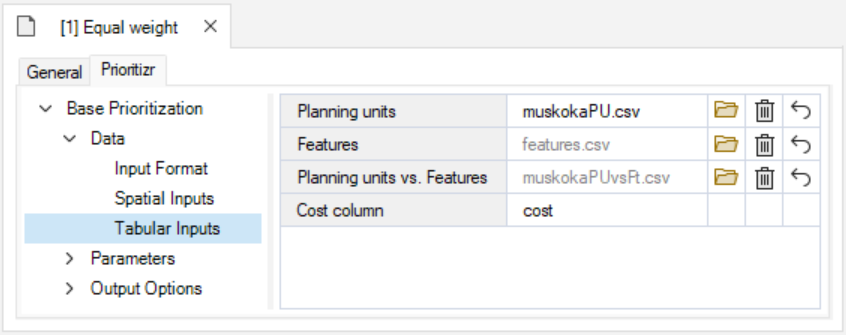 [1] Equal weight
General Prioritizr
Base Prioritization
Data
Input Format
Spatial Inputs
Tabular Inputs
Parameters
Output Options
Planning units muskokaPU.csv
Features features.csv
Planning units vs. Features muskokaPUvsFt.csv
Cost column cost